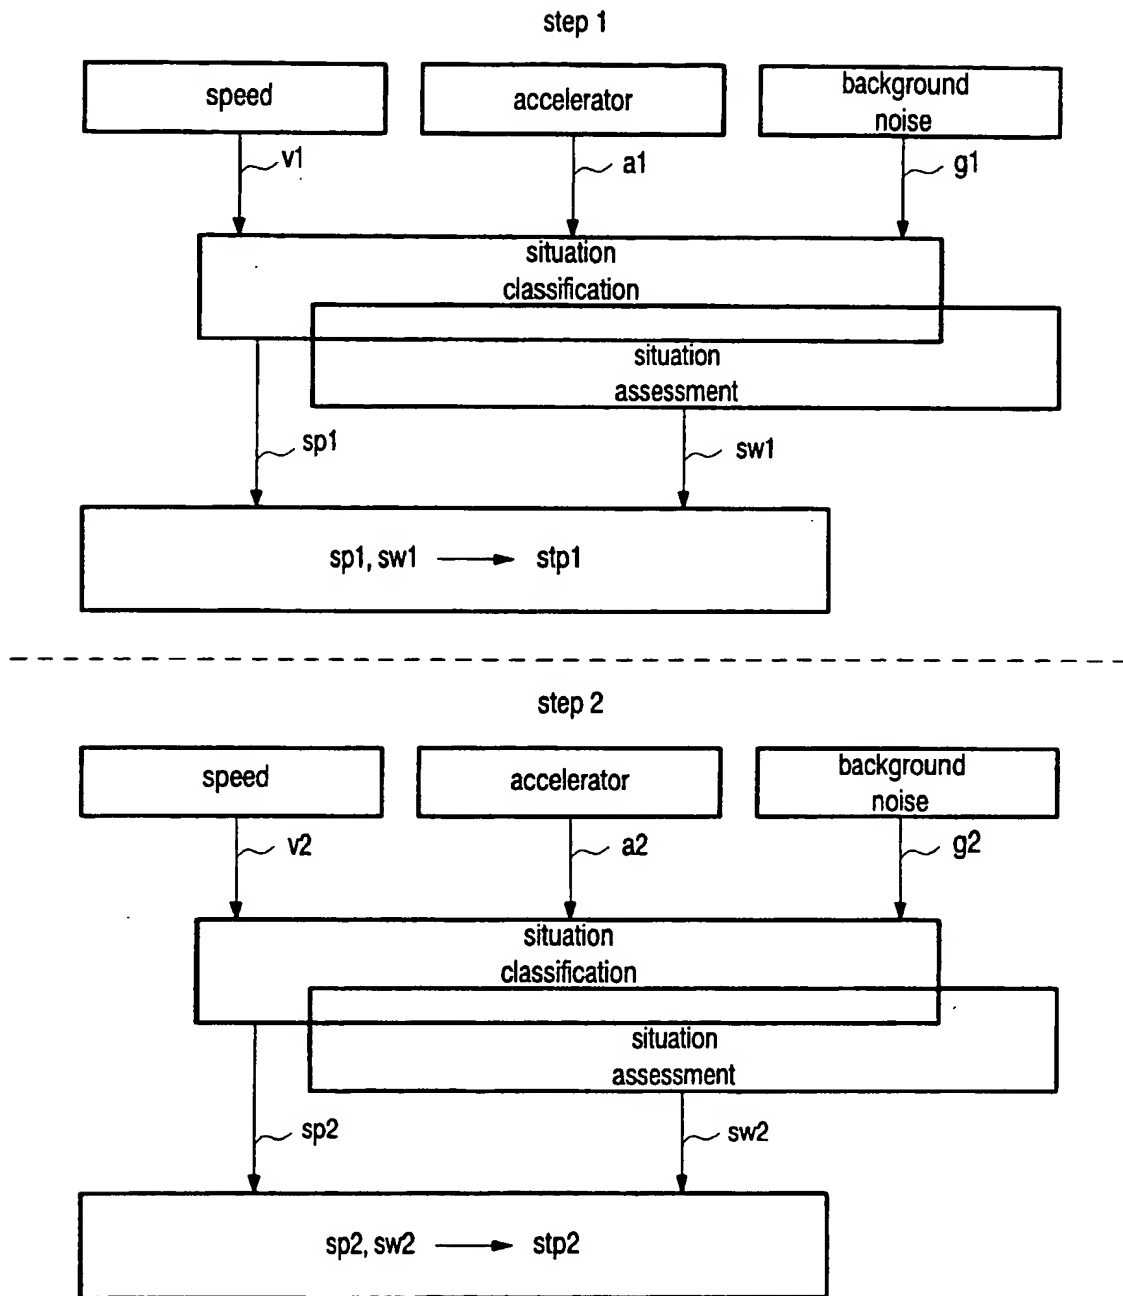 step 1
speed
accelerator
background
noise
v1
a1
g1
situation
classification
situation
assessment
sp1
sw1
sp1, sw1 → stp1
step 2
speed
accelerator
background
noise
v2
a2
g2
situation
classification
situation
assessment
sp2
sw2
sp2, sw2 → stp2